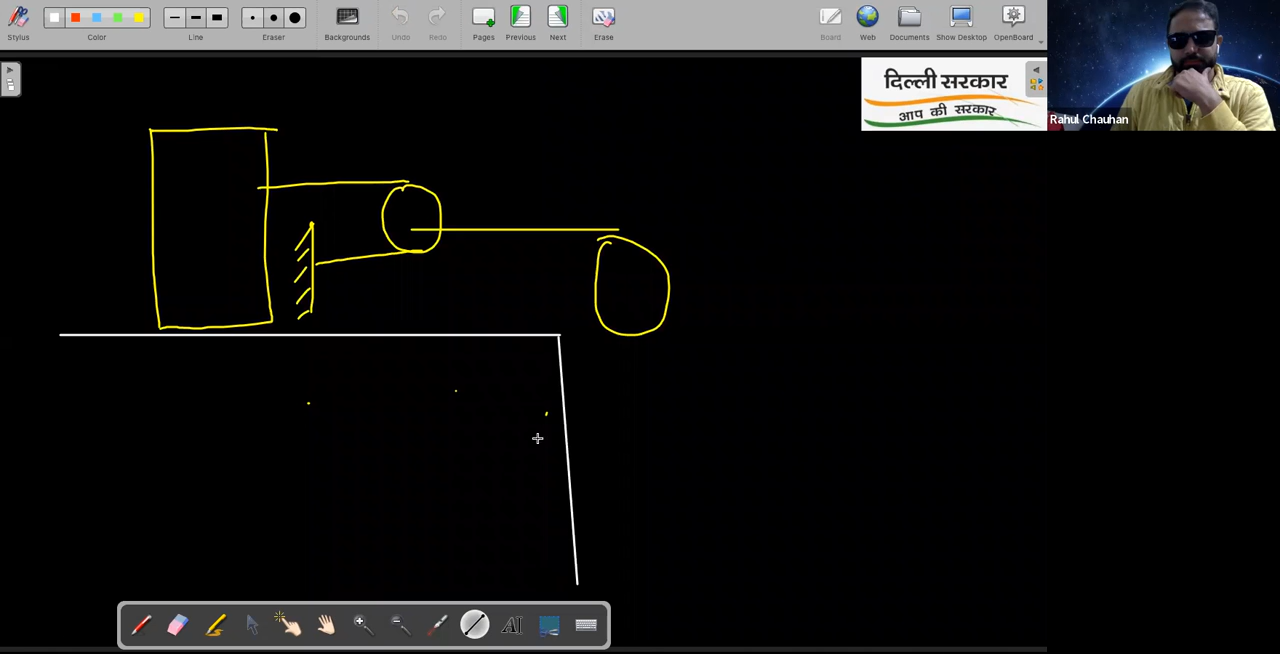 Stylus
Color
Line
Eraser
Backgrounds
Undo
Redo
Pages
Previous
Next
Erase
Board
Web
Documents
Show Desktop
OpenBoard
दिल्ली सरकार
आप की सरकार
Rahul Chauhan
AI